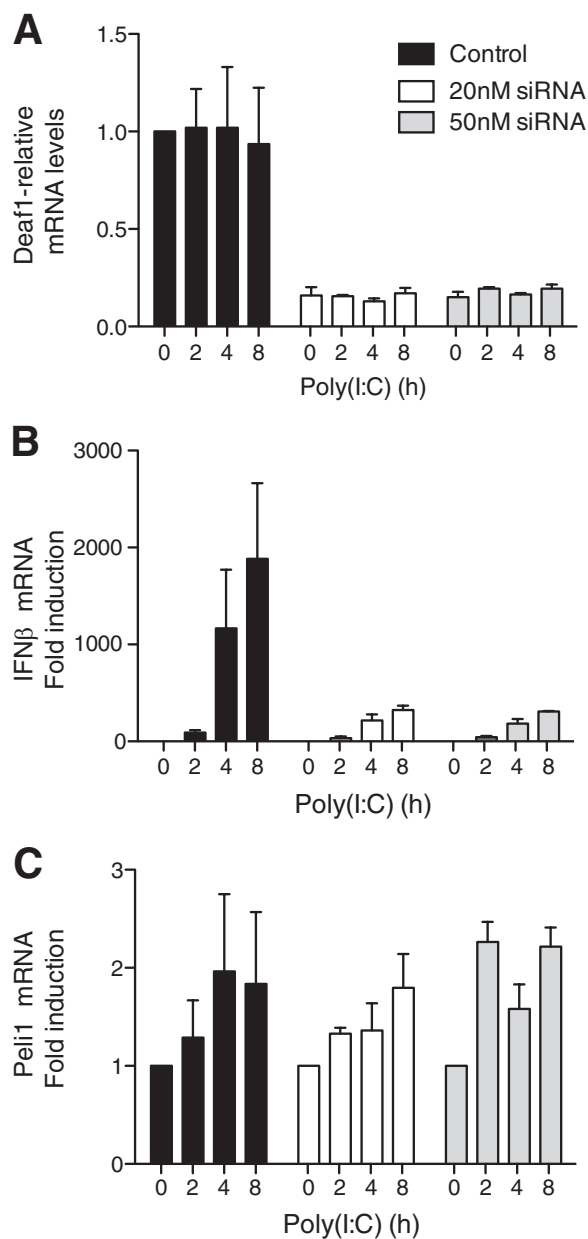 A
1.5
1.0
0.5
0.0
Deaf1-relative
mRNA levels
Control
20nM siRNA
50nM siRNA
0 2 4 8 0 2 4 8 0 2 4 8
Poly(I:C) (h)
B
3000
2000
1000
0
IFNβ mRNA
Fold induction
0 2 4 8 0 2 4 8 0 2 4 8
Poly(I:C) (h)
C
3
2
1
0
Peli1 mRNA
Fold induction
0 2 4 8 0 2 4 8 0 2 4 8
Poly(I:C) (h)